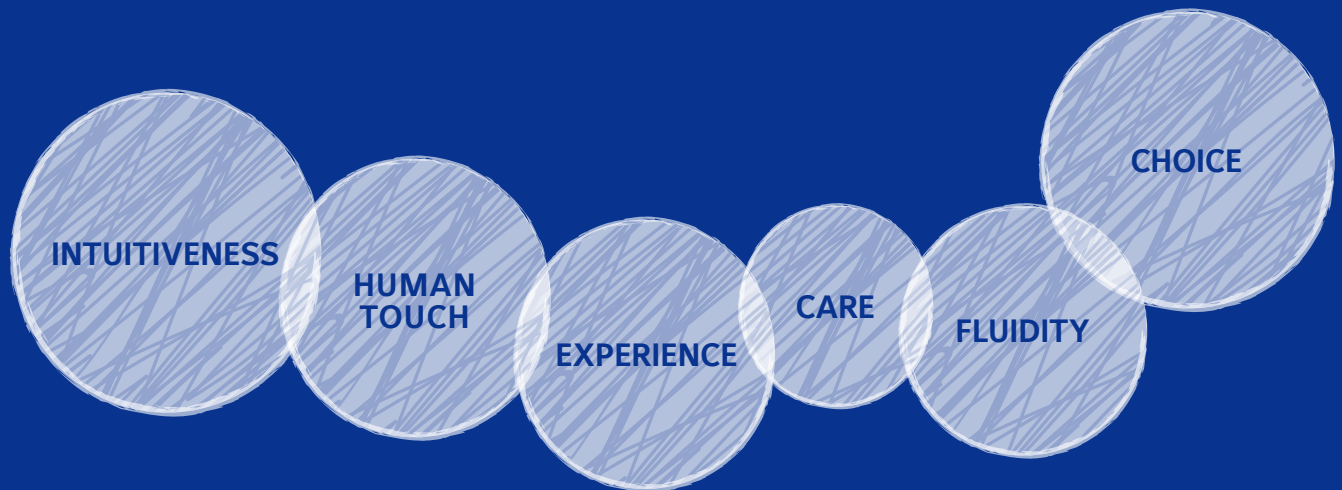 INTUITIVENESS
HUMAN
TOUCH
EXPERIENCE
CARE
FLUIDITY
CHOICE